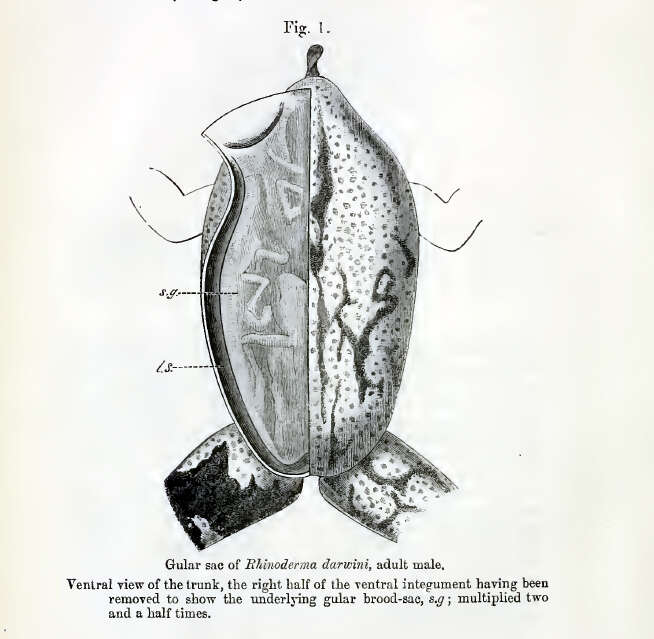 Fig. 1.
s.g.
l.s.
Gular sac of Rhinoderma darwini, adult male.
Ventral view of the trunk, the right half of the ventral integument having been
removed to show the underlying gular brood-sac, s.g; multiplied two
and a half times.